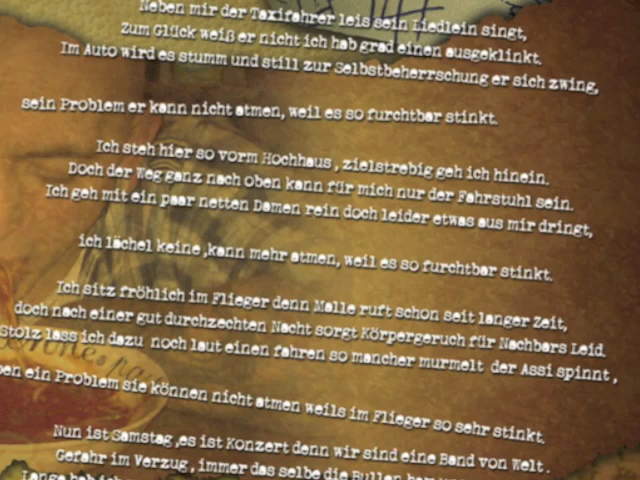 Neben mir der Taxifahrer leis sein Liedlein singt,
zum Glück weiß er nicht ich hab grad einen ausgeklinkt.
Im Auto wird es stumm und still zur Selbstbeherrschung er sich zwing,
sein Problem er kann nicht atmen, weil es so furchtbar stinkt.
Ich steh hier so vorm Hochhaus , zielstrebig geh ich hinein.
Doch der Weg ganz nach oben kann für mich nur der Fahrstuhl sein.
Ich geh mit ein paar netten Damen rein doch leider etwas aus mir dringt,
ich lächel keine ,kann mehr atmen, weil es so furchtbar stinkt.
Ich sitz fröhlich im Flieger denn Malle ruft schon seit langer Zeit,
doch nach einer gut durchzechten Nacht sorgt Körpergeruch für Nachbars Leid.
stolz lass ich dazu noch laut einen fahren so mancher murmelt der Assi spinnt ,
ein Problem sie können nicht atmen weils im Flieger so sehr stinkt.
Nun ist Samstag ,es ist Konzert denn wir sind eine Band von Welt .
Gefahr im Verzug , immer das selbe die Bullen